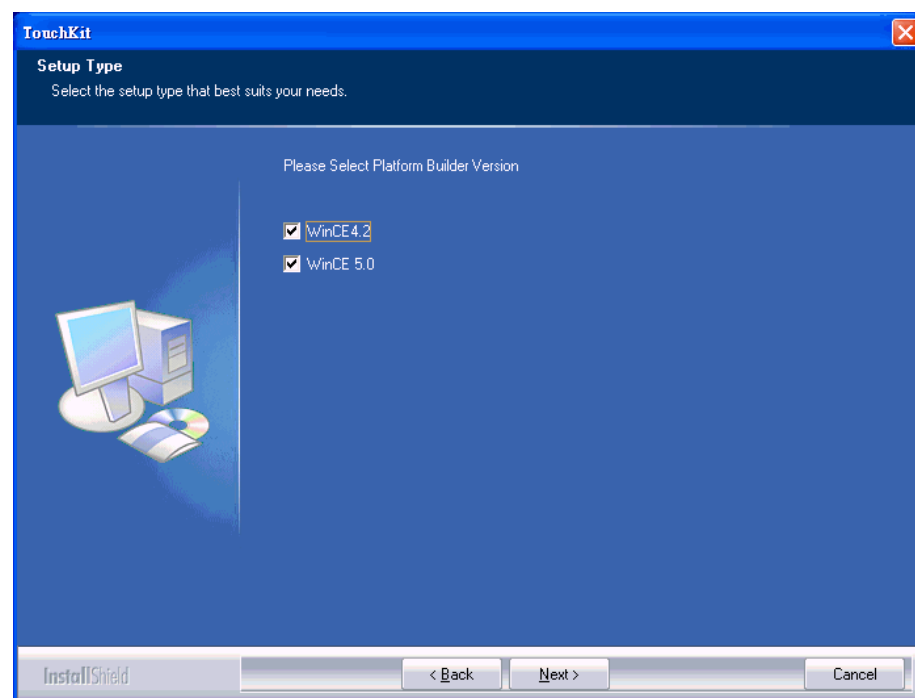 TouchKit
Setup Type
Select the setup type that best suits your needs.
Please Select Platform Builder Version
WinCE4.2
WinCE 5.0
InstallShield
< Back
Next >
Cancel